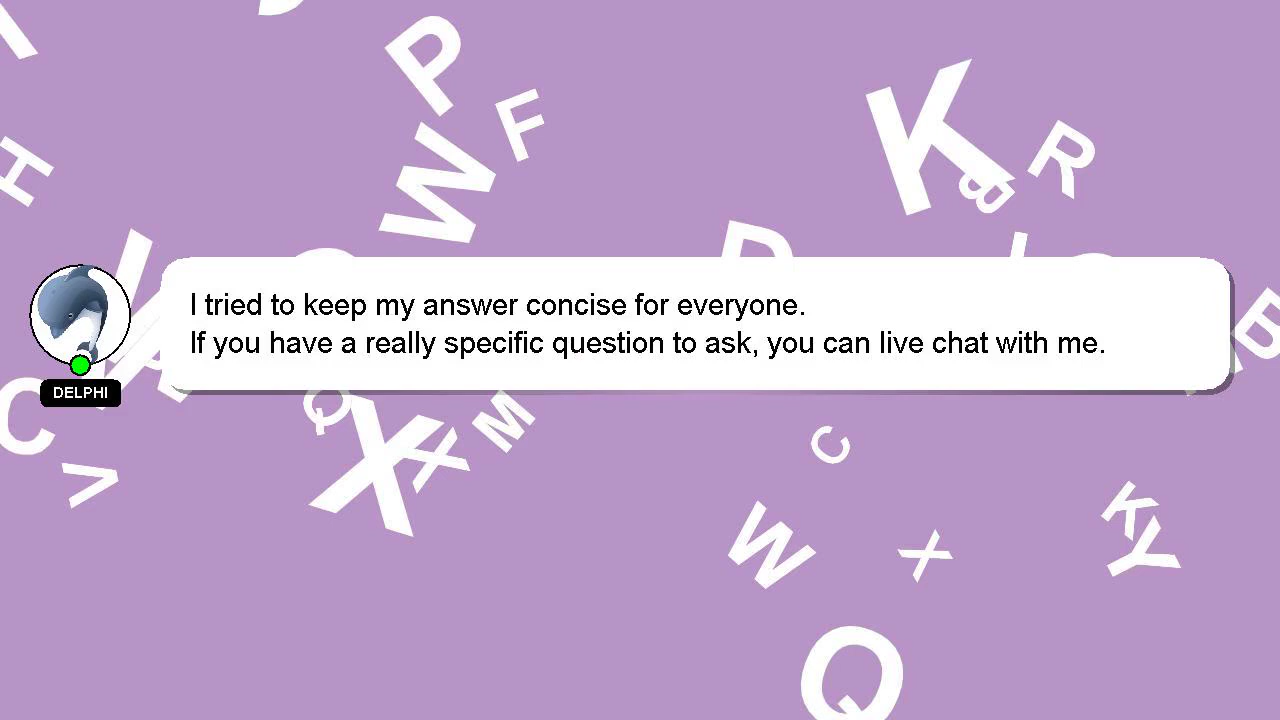 I tried to keep my answer concise for everyone.
If you have a really specific question to ask, you can live chat with me.
DELPHI
P
F
W
K
R
B
D
H
C
V
Q
X
X
M
C
W
X
K
Y
Q
B